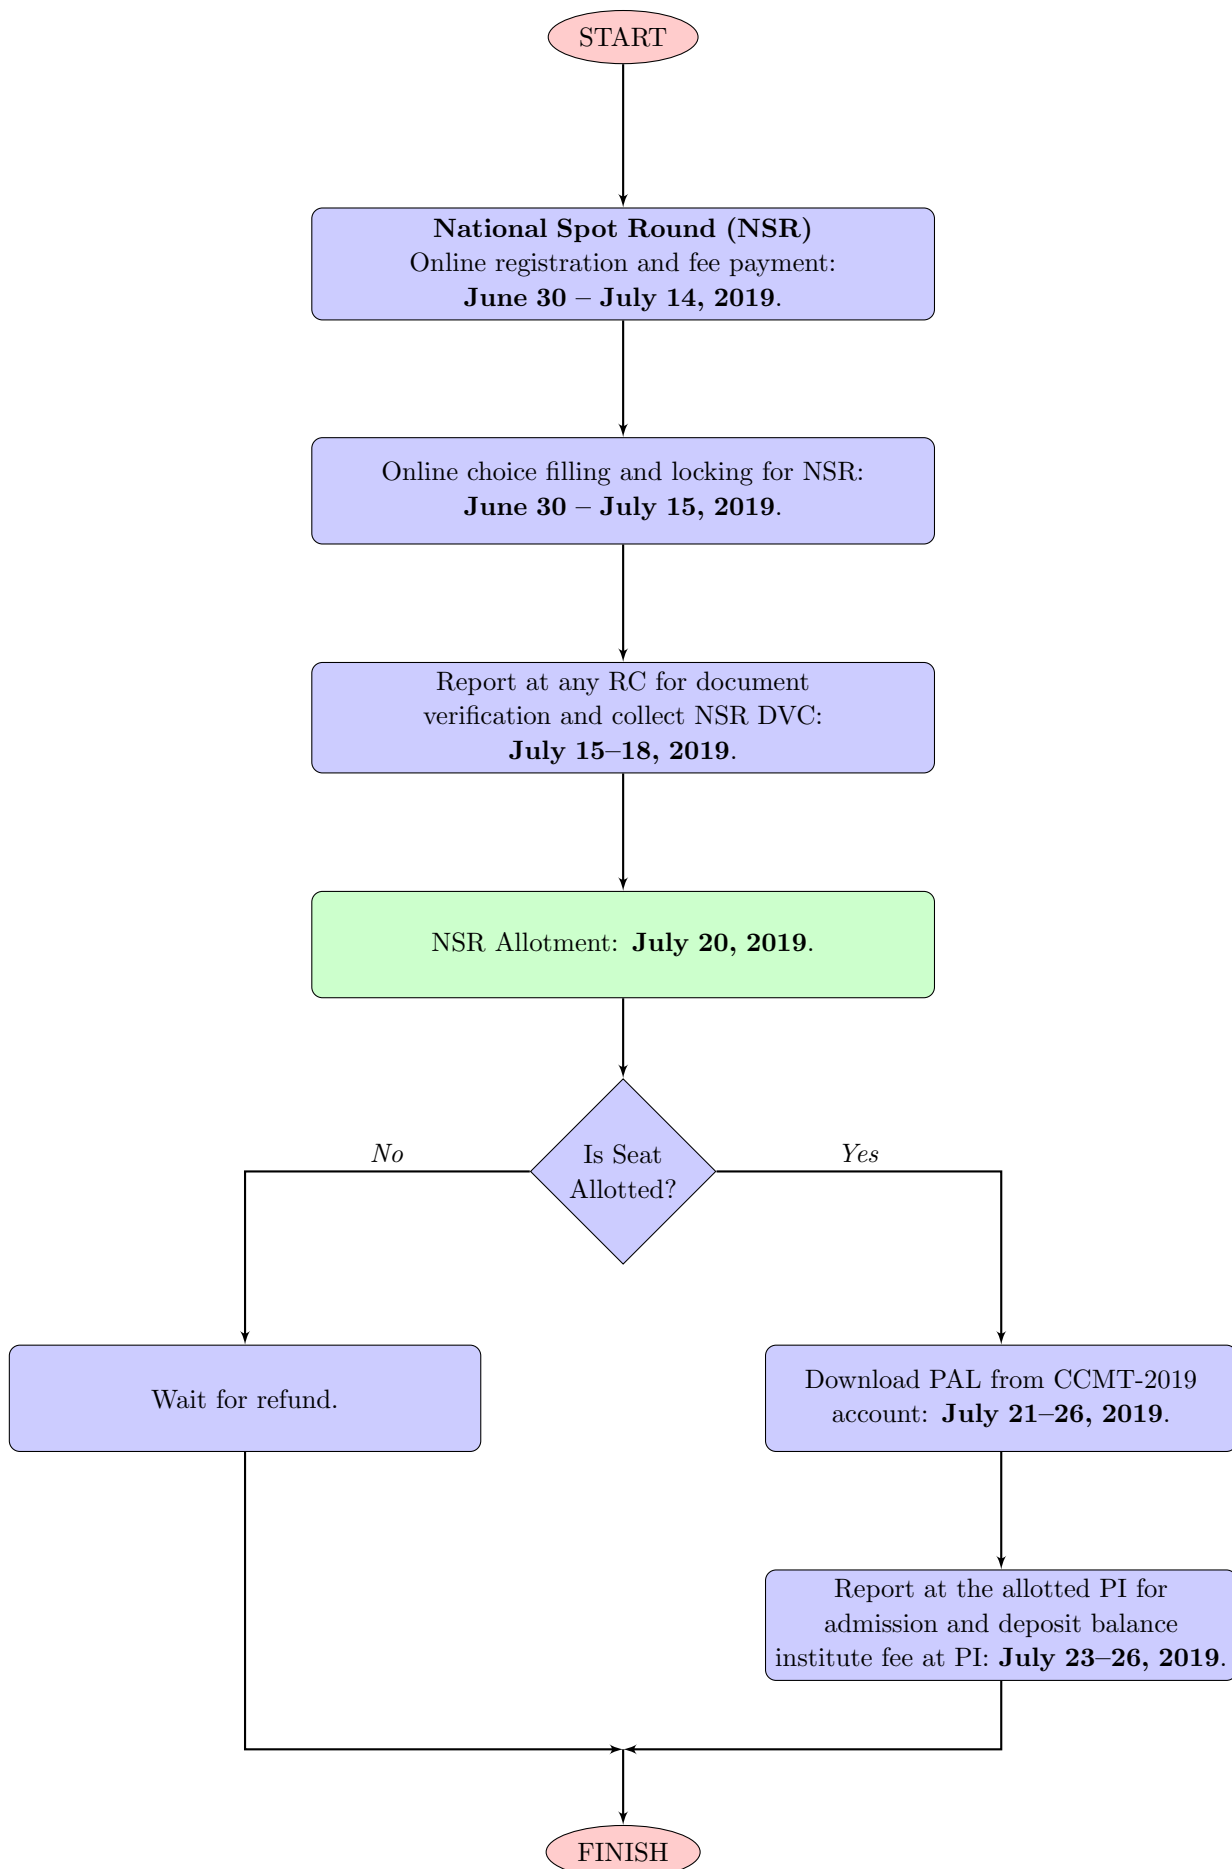 START
National Spot Round (NSR)
Online registration and fee payment:
June 30 – July 14, 2019.
Online choice filling and locking for NSR:
June 30 – July 15, 2019.
Report at any RC for document
verification and collect NSR DVC:
July 15–18, 2019.
NSR Allotment: July 20, 2019.
Is Seat
Allotted?
No
Yes
Wait for refund.
Download PAL from CCMT-2019
account: July 21–26, 2019.
Report at the allotted PI for
admission and deposit balance
institute fee at PI: July 23–26, 2019.
FINISH